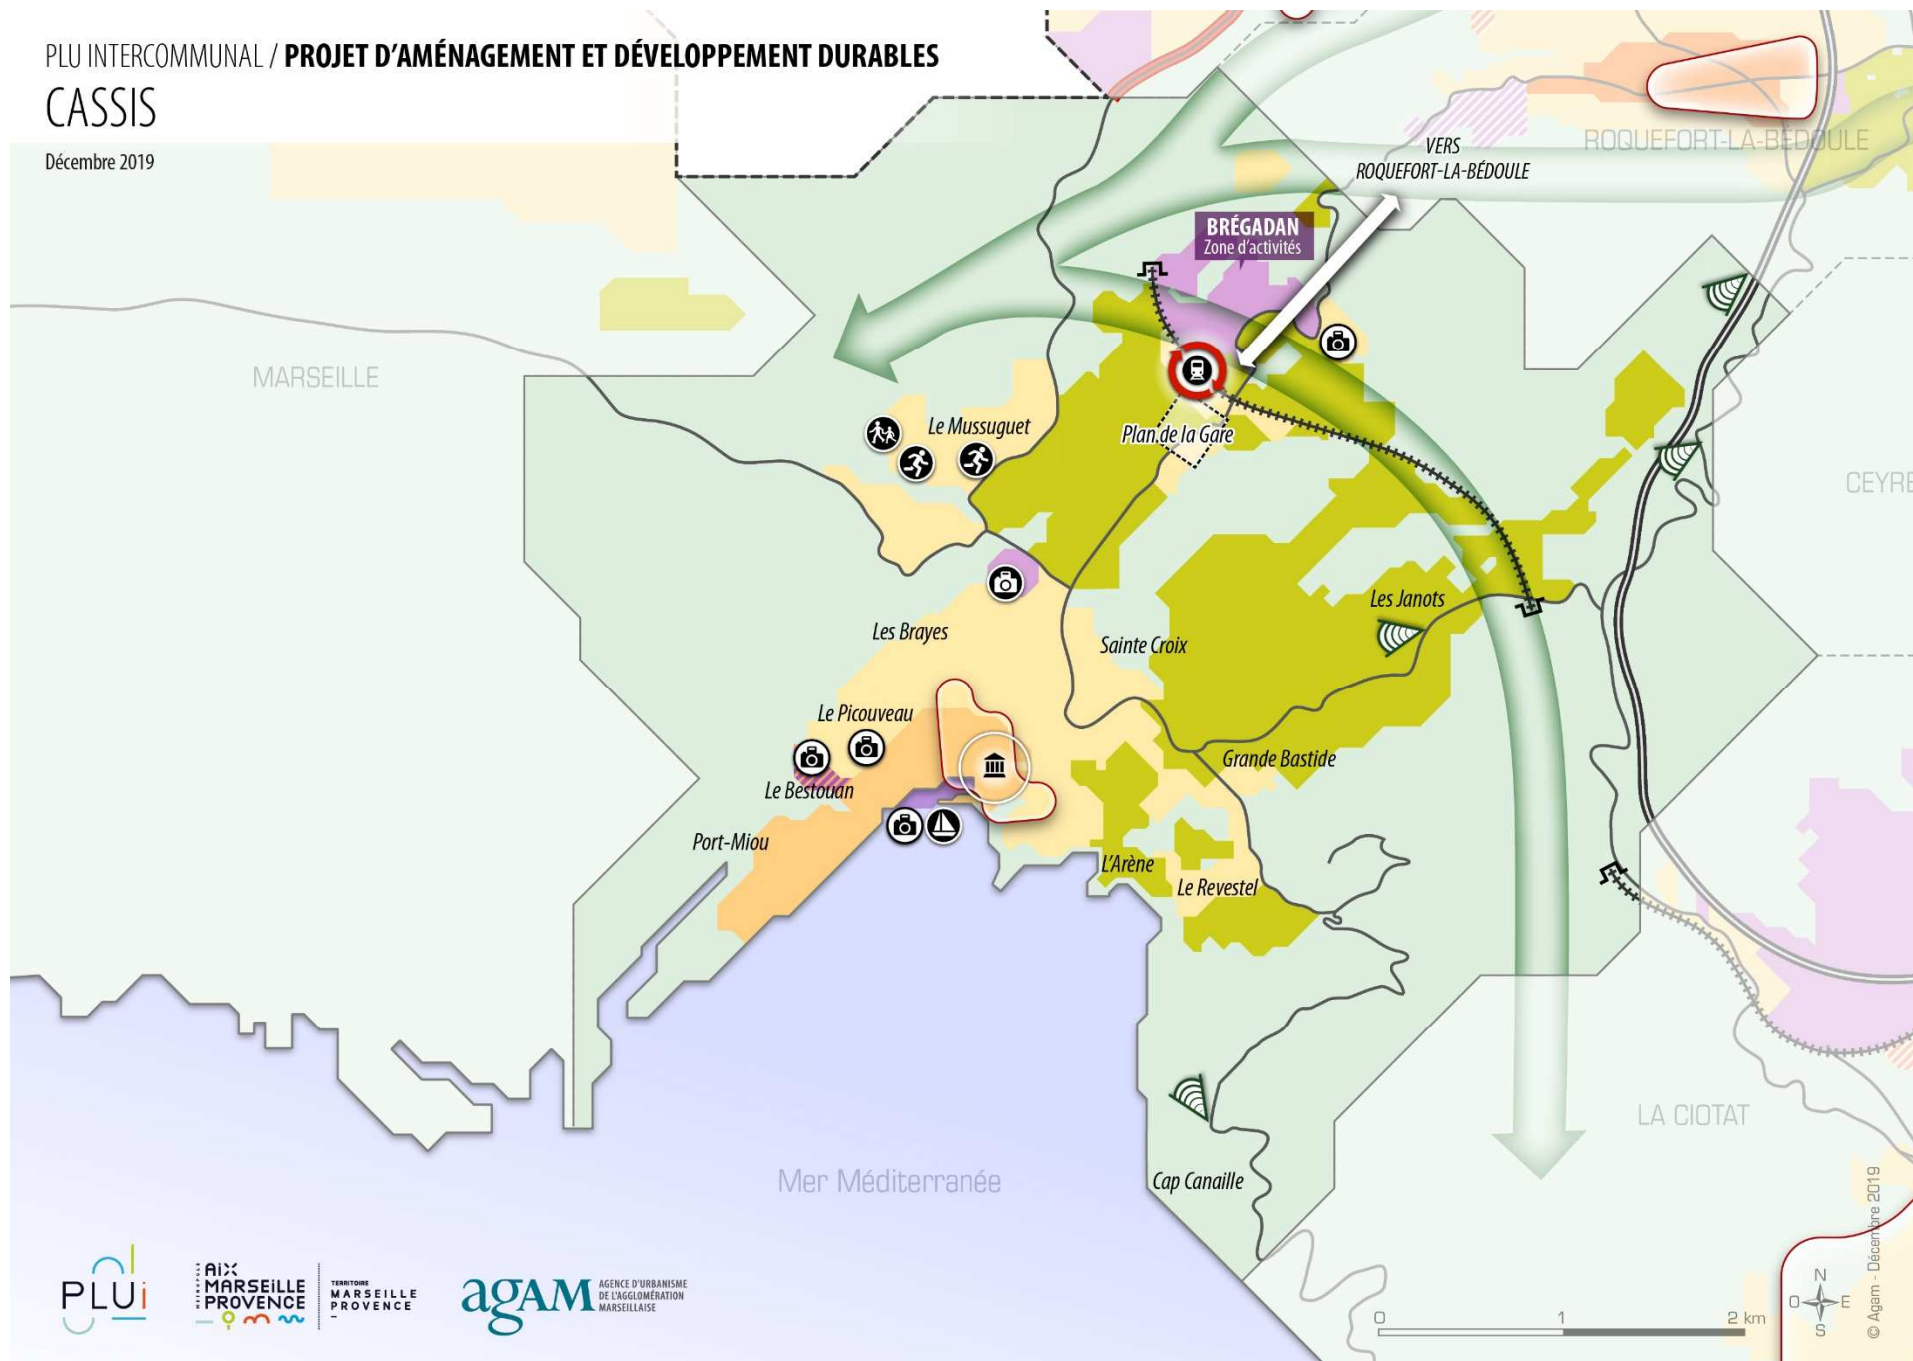 PLU INTERCOMMUNAL / PROJET D'AMÉNAGEMENT ET DÉVELOPPEMENT DURABLES
CASSIS
Décembre 2019
VERS
ROQUEFORT-LA-BÉDOULE
ROQUEFORT-LA-BÉDOULE
BRÉGADAN
Zone d'activités
MARSEILLE
Le Mussuguet
Plan de la Gare
CEYRE
Les Janots
Les Brayes
Sainte Croix
Le Picouveau
Grande Bastide
Le Bestouan
Port-Miou
L'Arène
Le Revestel
LA CIOTAT
Mer Méditerranée
Cap Canaille
PLUi
MÉTROPOLE
AIX
MARSEILLE
PROVENCE
TERRITOIRE
MARSEILLE
PROVENCE
agAM
AGENCE D'URBANISME
DE L'AGGLOMÉRATION
MARSEILLAISE
0 1 2 km
N
O E
S
© Agam - Décembre 2019